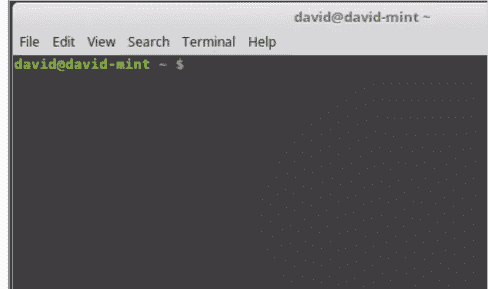 david@david-mint ~
File Edit View Search Terminal Help
david@david-mint ~ $